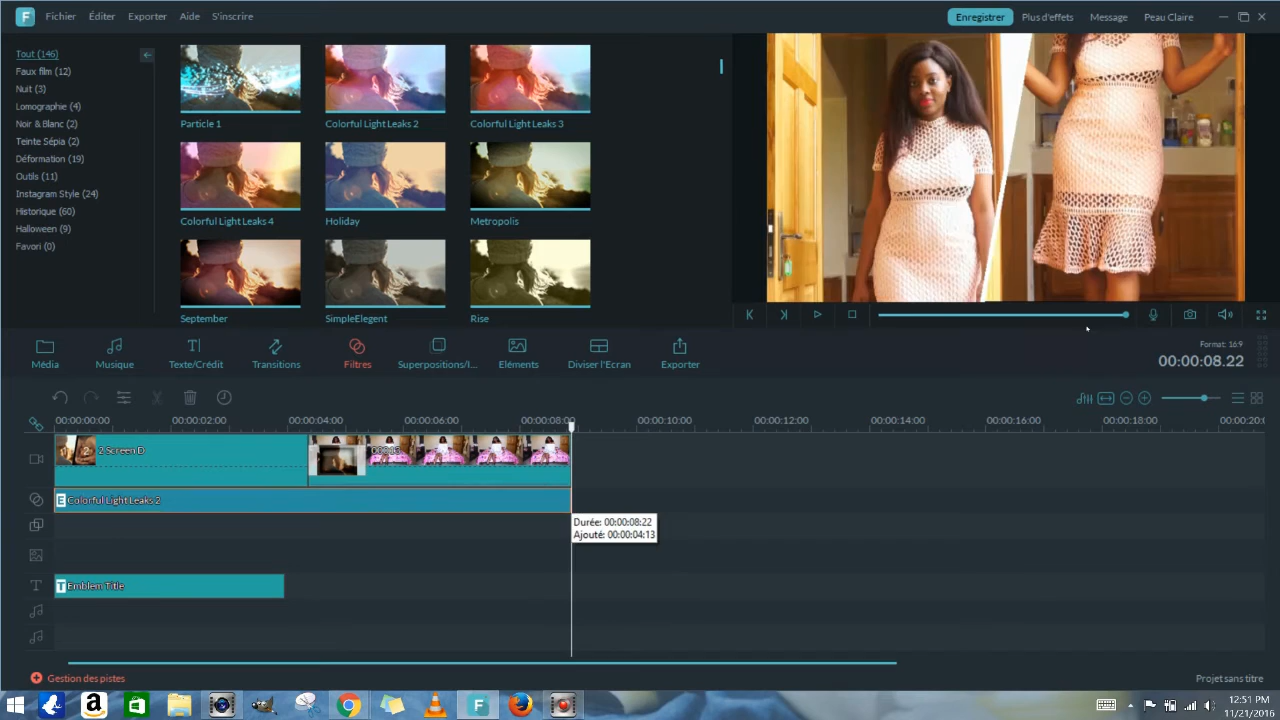 F Fichier Éditer Exporter Aide S'inscrire Enregistrer Plus d'effets Message Peau Claire
Tout (146)
Faux film (12)
Nuit (3)
Lomographie (4)
Noir & Blanc (2)
Teinte Sépia (2)
Déformation (19)
Outils (11)
Instagram Style (24)
Historique (60)
Halloween (9)
Favori (0)
Particle 1 Colorful Light Leaks 2 Colorful Light Leaks 3
Colorful Light Leaks 4 Holiday Metropolis
September SimpleElegent Rise
Média Musique Texte/Crédit Transitions Filtres Superpositions/I... Eléments Diviser l'Ecran Exporter
Format: 16:9
00:00:08.22
00:00:00:00 00:00:02:00 00:00:04:00 00:00:06:00 00:00:08:00 00:00:10:00 00:00:12:00 00:00:14:00 00:00:16:00 00:00:18:00 00:00:20:0
2 Screen D
E Colorful Light Leaks 2
Durée: 00:00:08:22
Ajouté: 00:00:04:13
T Emblem Title
Gestion des pistes Projet sans titre
12:51 PM
11/21/2016